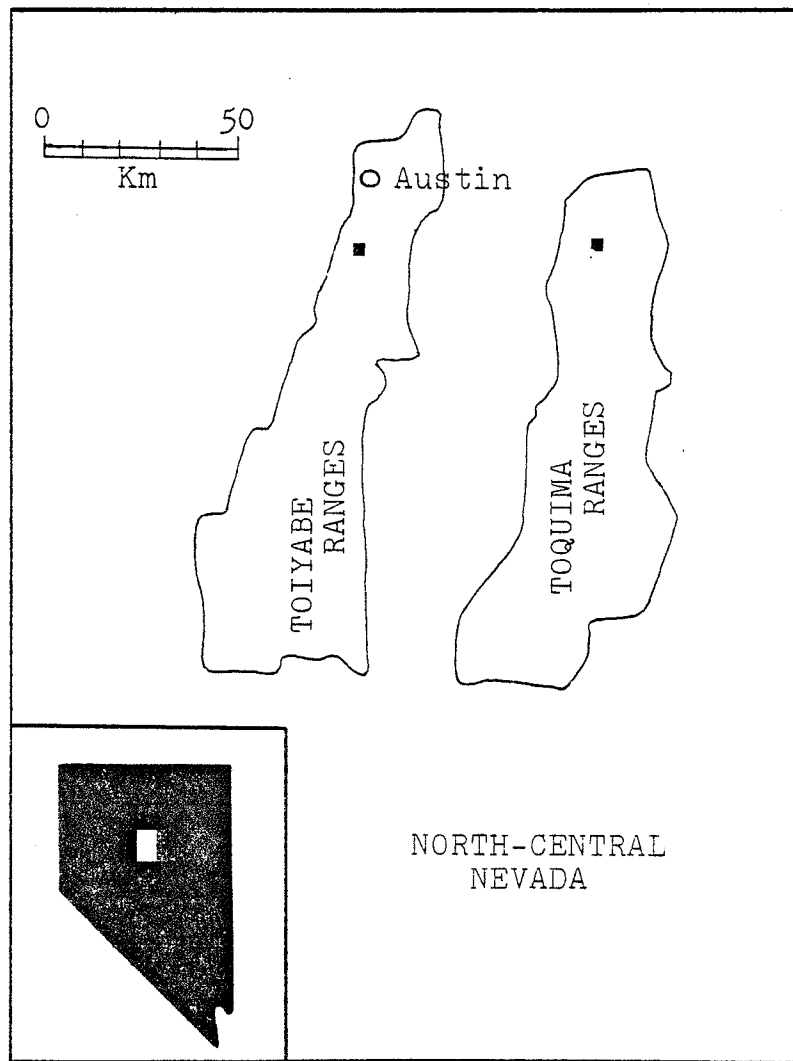 0 50
Km
Austin
TOIYABE
RANGES
TOQUIMA
RANGES
NORTH-CENTRAL
NEVADA